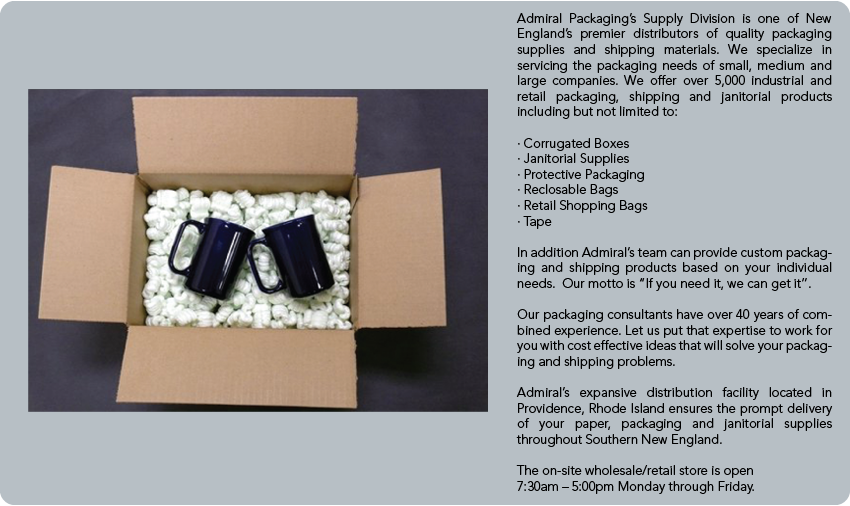 Admiral Packaging's Supply Division is one of New
England's premier distributors of quality packaging
supplies and shipping materials. We specialize in
servicing the packaging needs of small, medium and
large companies. We offer over 5,000 industrial and
retail packaging, shipping and janitorial products
including but not limited to:
· Corrugated Boxes
· Janitorial Supplies
· Protective Packaging
· Reclosable Bags
· Retail Shopping Bags
· Tape
In addition Admiral's team can provide custom packag-
ing and shipping products based on your individual
needs.  Our motto is "If you need it, we can get it".
Our packaging consultants have over 40 years of com-
bined experience. Let us put that expertise to work for
you with cost effective ideas that will solve your packag-
ing and shipping problems.
Admiral's expansive distribution facility located in
Providence, Rhode Island ensures the prompt delivery
of your paper, packaging and janitorial supplies
throughout Southern New England.
The on-site wholesale/retail store is open
7:30am – 5:00pm Monday through Friday.